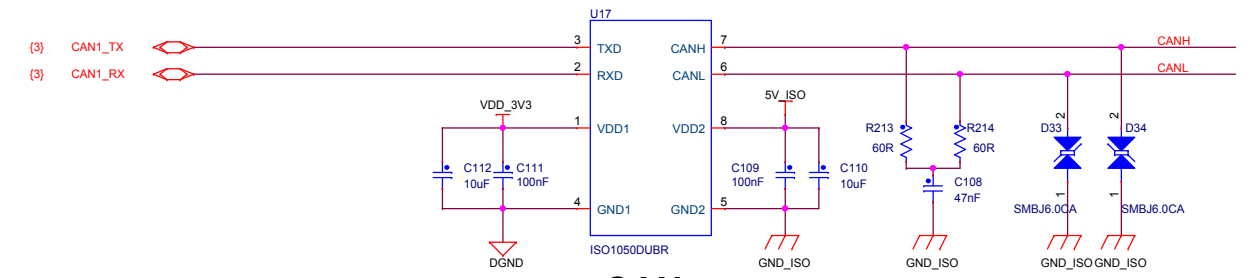 U17
{3} CAN1_TX 3 TXD CANH 7 CANH
{3} CAN1_RX 2 RXD CANL 6 CANL
VDD_3V3 5V_ISO
1 VDD1 VDD2 8 R213 R214 2 D33 2 D34
60R 60R
C112 C111 C109 C110
10uF 100nF 100nF 10uF
C108
47nF
1 1
4 GND1 GND2 5 SMBJ6.0CA SMBJ6.0CA
ISO1050DUBR
DGND GND_ISO GND_ISO GND_ISO GND_ISO